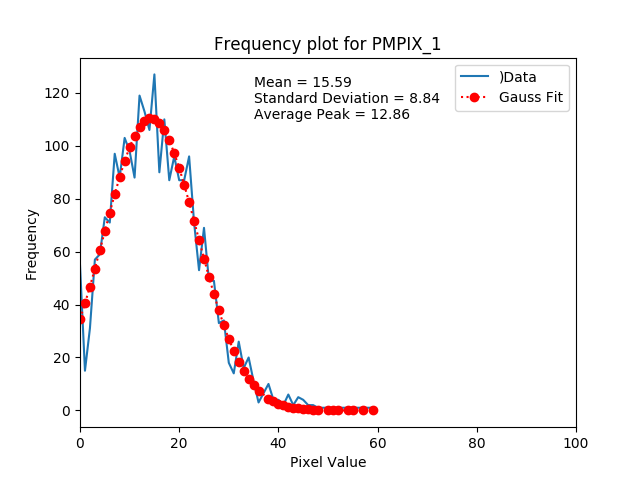 Frequency plot for PMPIX_1
Mean = 15.59
Standard Deviation = 8.84
Average Peak = 12.86
)Data
Gauss Fit
Frequency
120
100
80
60
40
20
0
0 20 40 60 80 100
Pixel Value